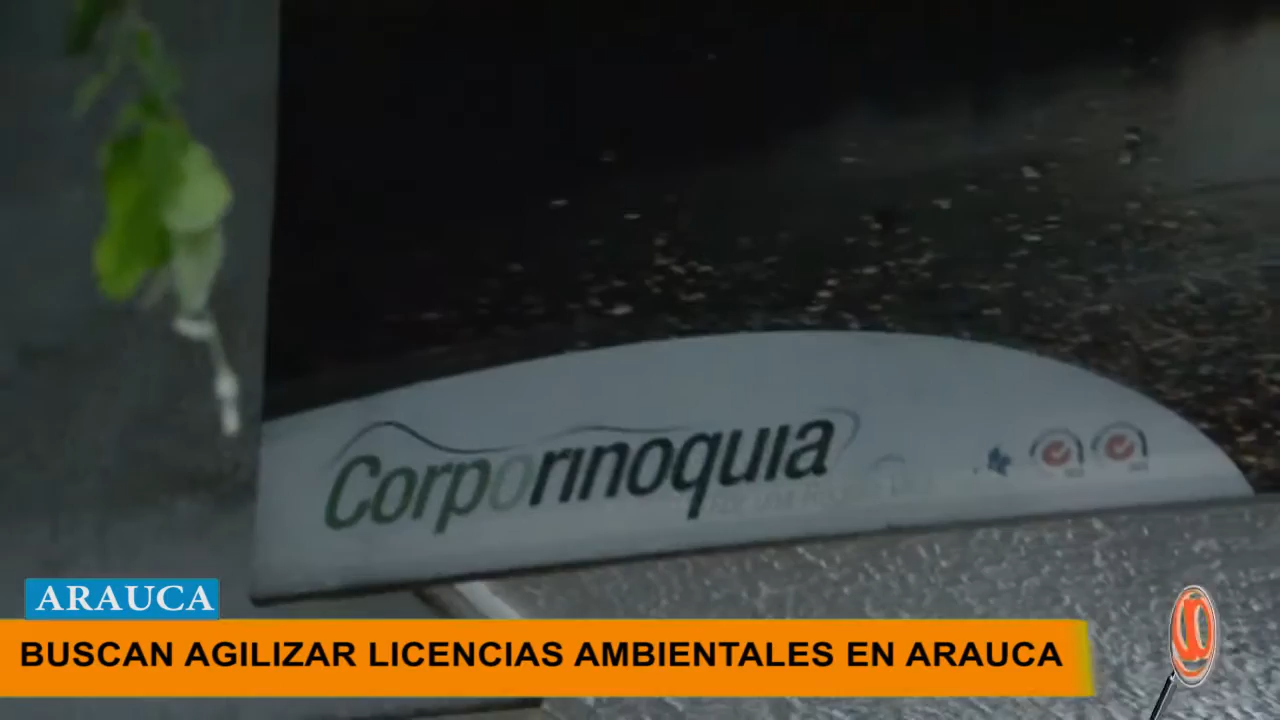 Corporinoquia
ARAUCA
BUSCAN AGILIZAR LICENCIAS AMBIENTALES EN ARAUCA